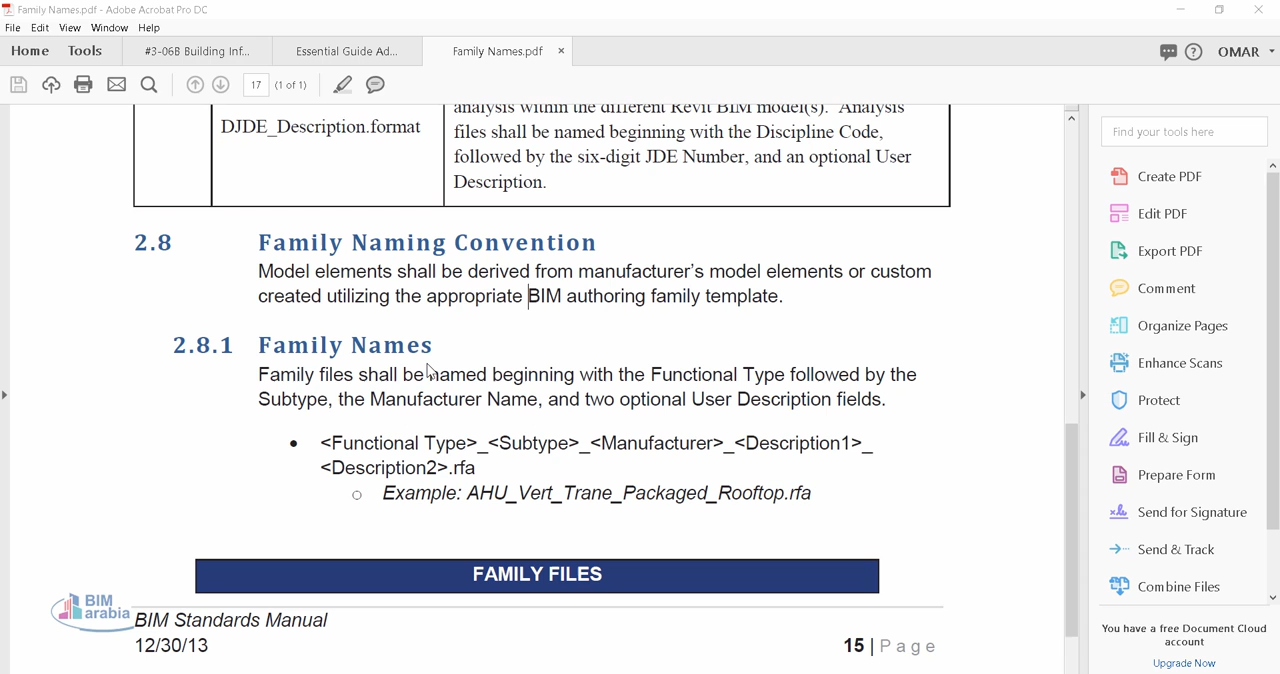 Family Names.pdf - Adobe Acrobat Pro DC
File Edit View Window Help
Home Tools #3-06B Building Inf... Essential Guide Ad... Family Names.pdf × OMAR
17 (1 of 1)
analysis within the different Revit BIM model(s). Analysis
DJDE_Description.format
files shall be named beginning with the Discipline Code,
followed by the six-digit JDE Number, and an optional User
Description.
2.8 Family Naming Convention
Model elements shall be derived from manufacturer's model elements or custom
created utilizing the appropriate BIM authoring family template.
2.8.1 Family Names
Family files shall be named beginning with the Functional Type followed by the
Subtype, the Manufacturer Name, and two optional User Description fields.
• <Functional Type>_<Subtype>_<Manufacturer>_<Description1>_
<Description2>.rfa
o Example: AHU_Vert_Trane_Packaged_Rooftop.rfa
FAMILY FILES
BIM
arabia
BIM Standards Manual
12/30/13
15 | Page
Find your tools here
Create PDF
Edit PDF
Export PDF
Comment
Organize Pages
Enhance Scans
Protect
Fill & Sign
Prepare Form
Send for Signature
Send & Track
Combine Files
You have a free Document Cloud
account
Upgrade Now